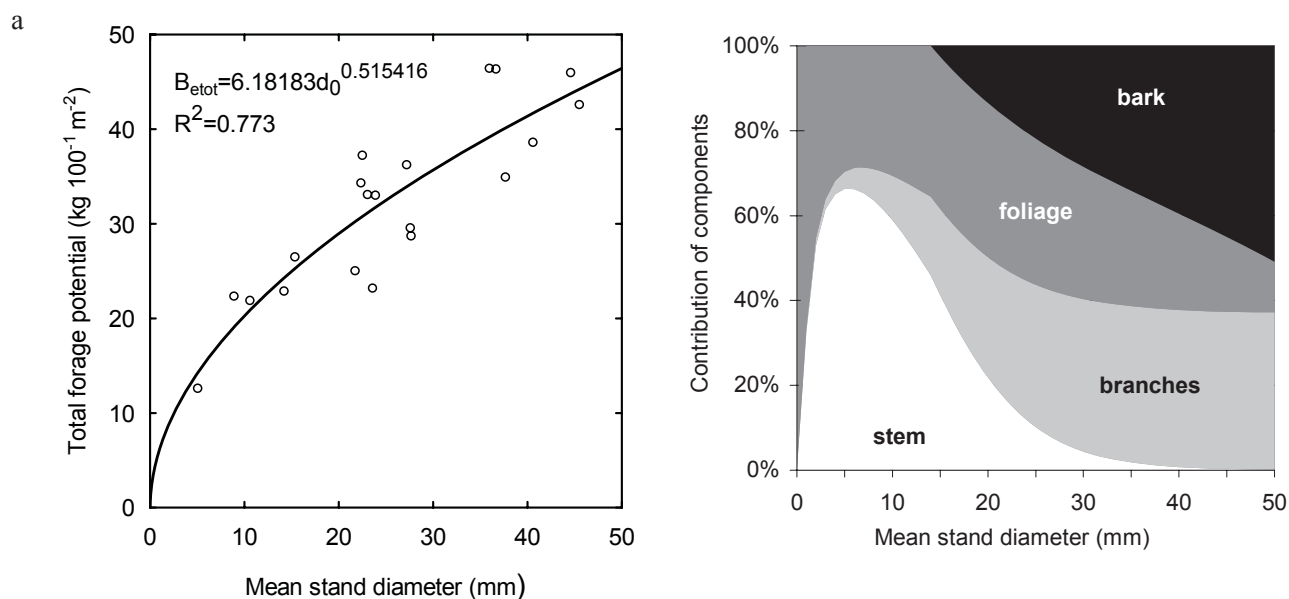 a
50
40
30
20
10
0
Total forage potential (kg 100⁻¹ m⁻²)
B_etot=6.18183d₀^0.515416
R²=0.773
0 10 20 30 40 50
Mean stand diameter (mm)
100%
80%
60%
40%
20%
0%
Contribution of components
bark
foliage
branches
stem
0 10 20 30 40 50
Mean stand diameter (mm)